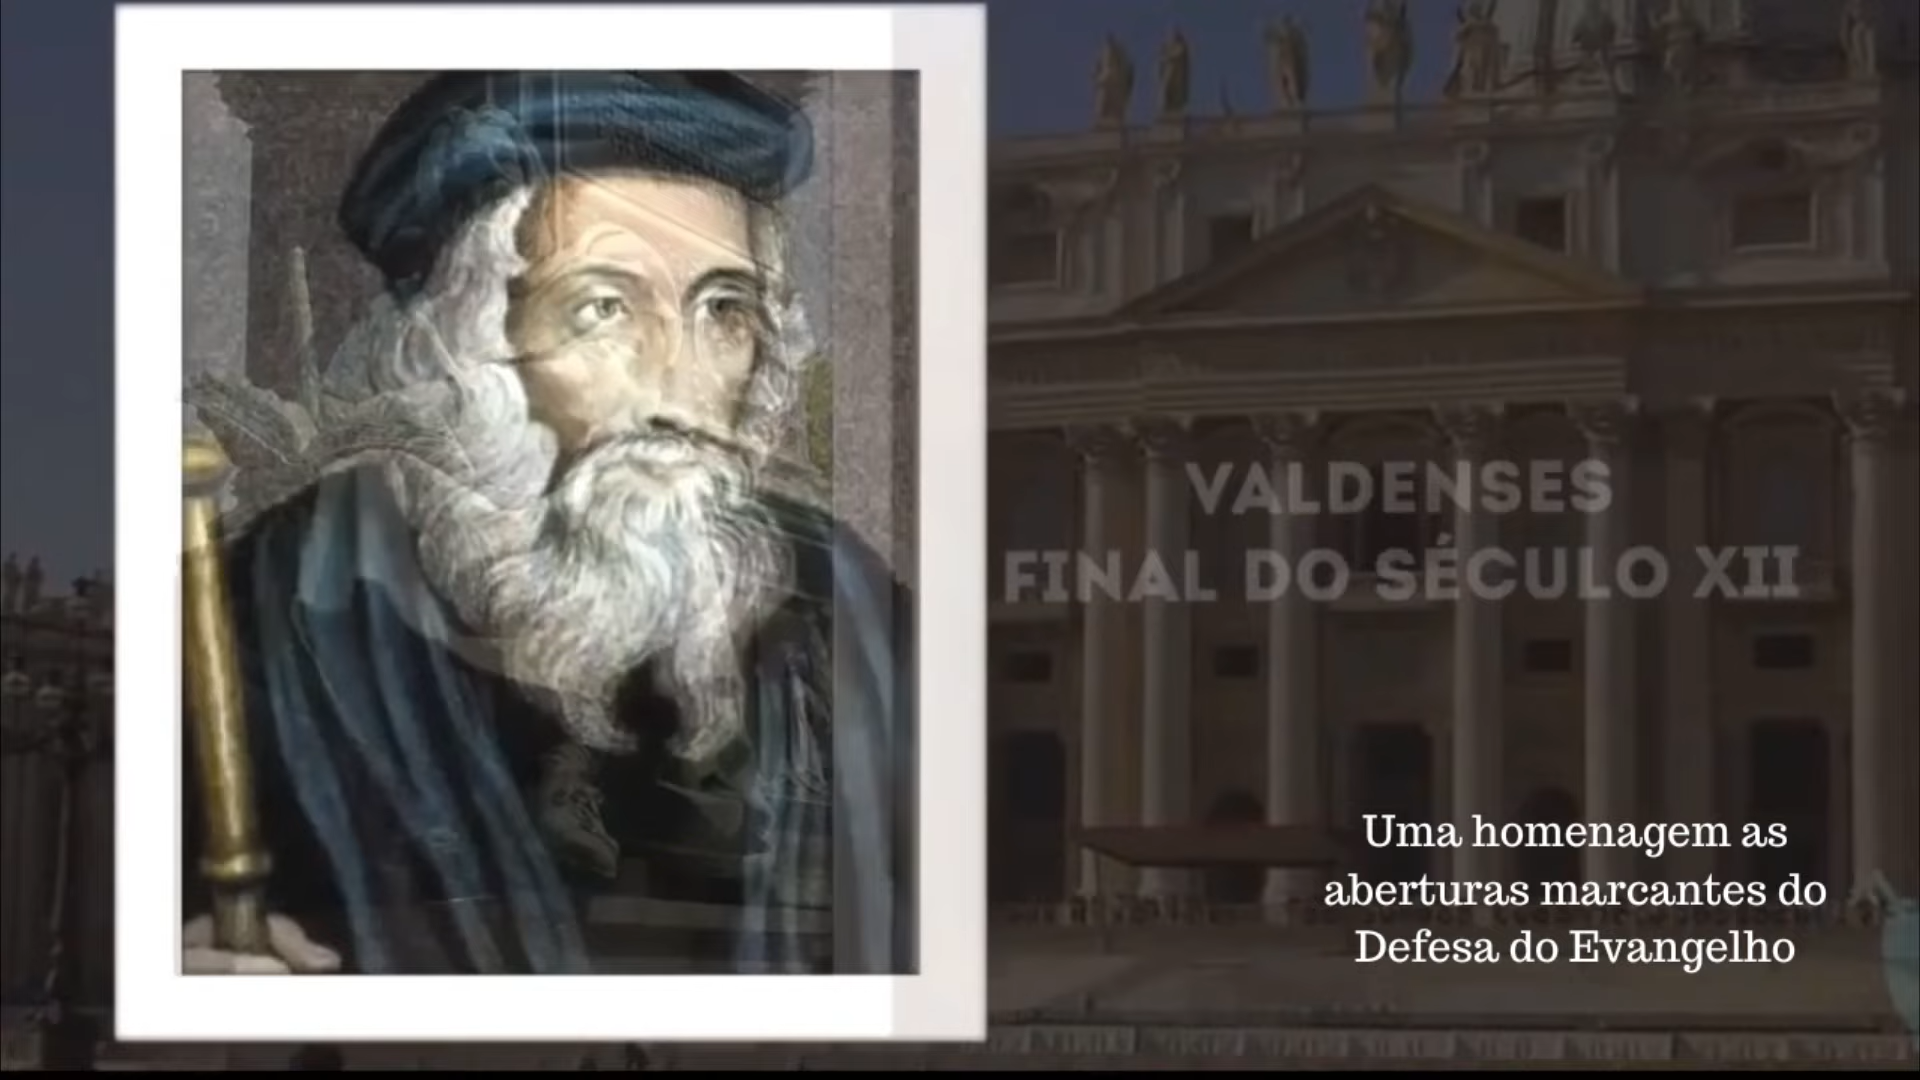 VALDENSES
FINAL DO SÉCULO XII
Uma homenagem as
aberturas marcantes do
Defesa do Evangelho